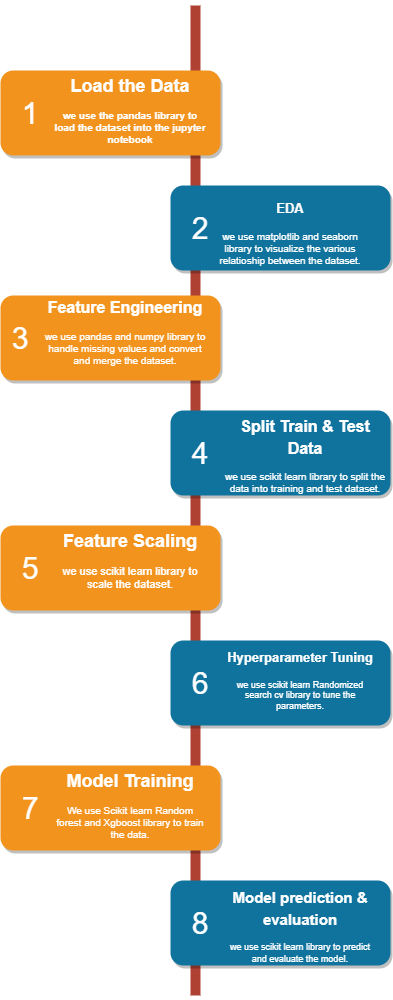 1
Load the Data
we use the pandas library to
load the dataset into the jupyter
notebook
2
EDA
we use matplotlib and seaborn
library to visualize the various
relatioship between the dataset.
3
Feature Engineering
we use pandas and numpy library to
handle missing values and convert
and merge the dataset.
4
Split Train & Test
Data
we use scikit learn library to split the
data into training and test dataset.
5
Feature Scaling
we use scikit learn library to
scale the dataset.
6
Hyperparameter Tuning
we use scikit learn Randomized
search cv library to tune the
parameters.
7
Model Training
We use Scikit learn Random
forest and Xgboost library to train
the data.
8
Model prediction &
evaluation
we use scikit learn library to predict
and evaluate the model.